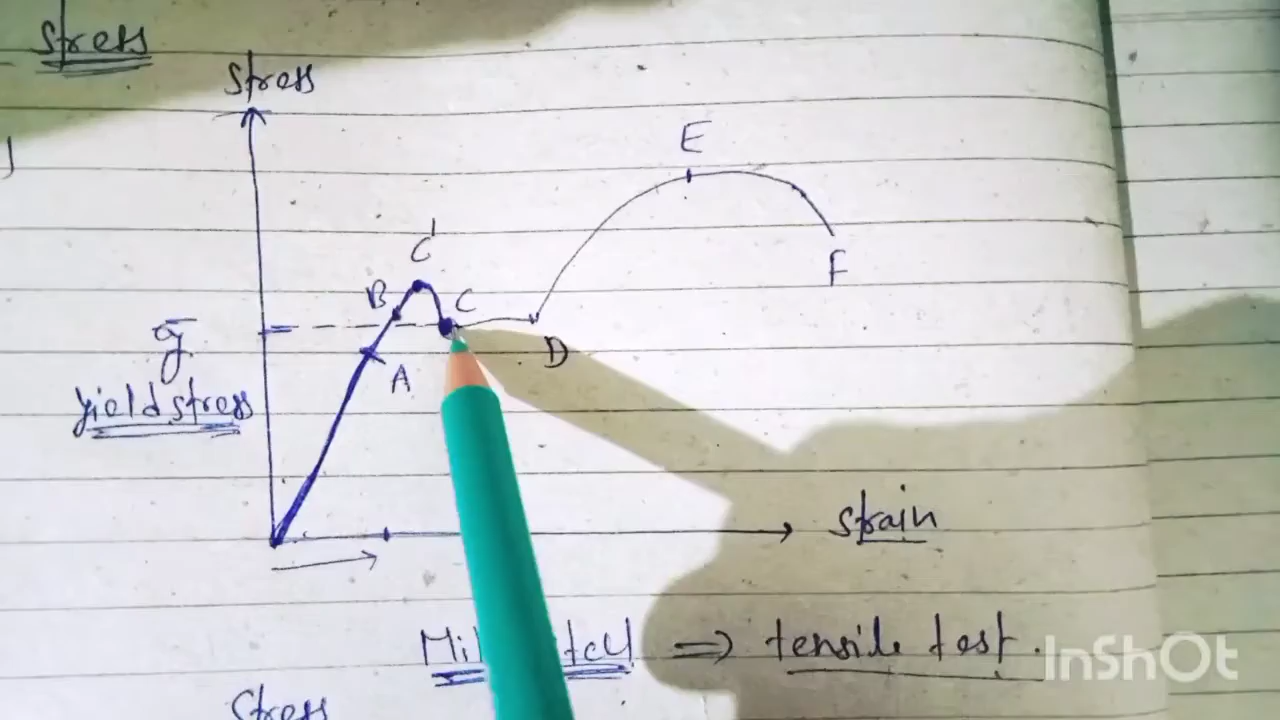 stress
stress
E
C'
F
B
C
σy
A
D
yield stress
strain
tensile test.
InShOt
stress